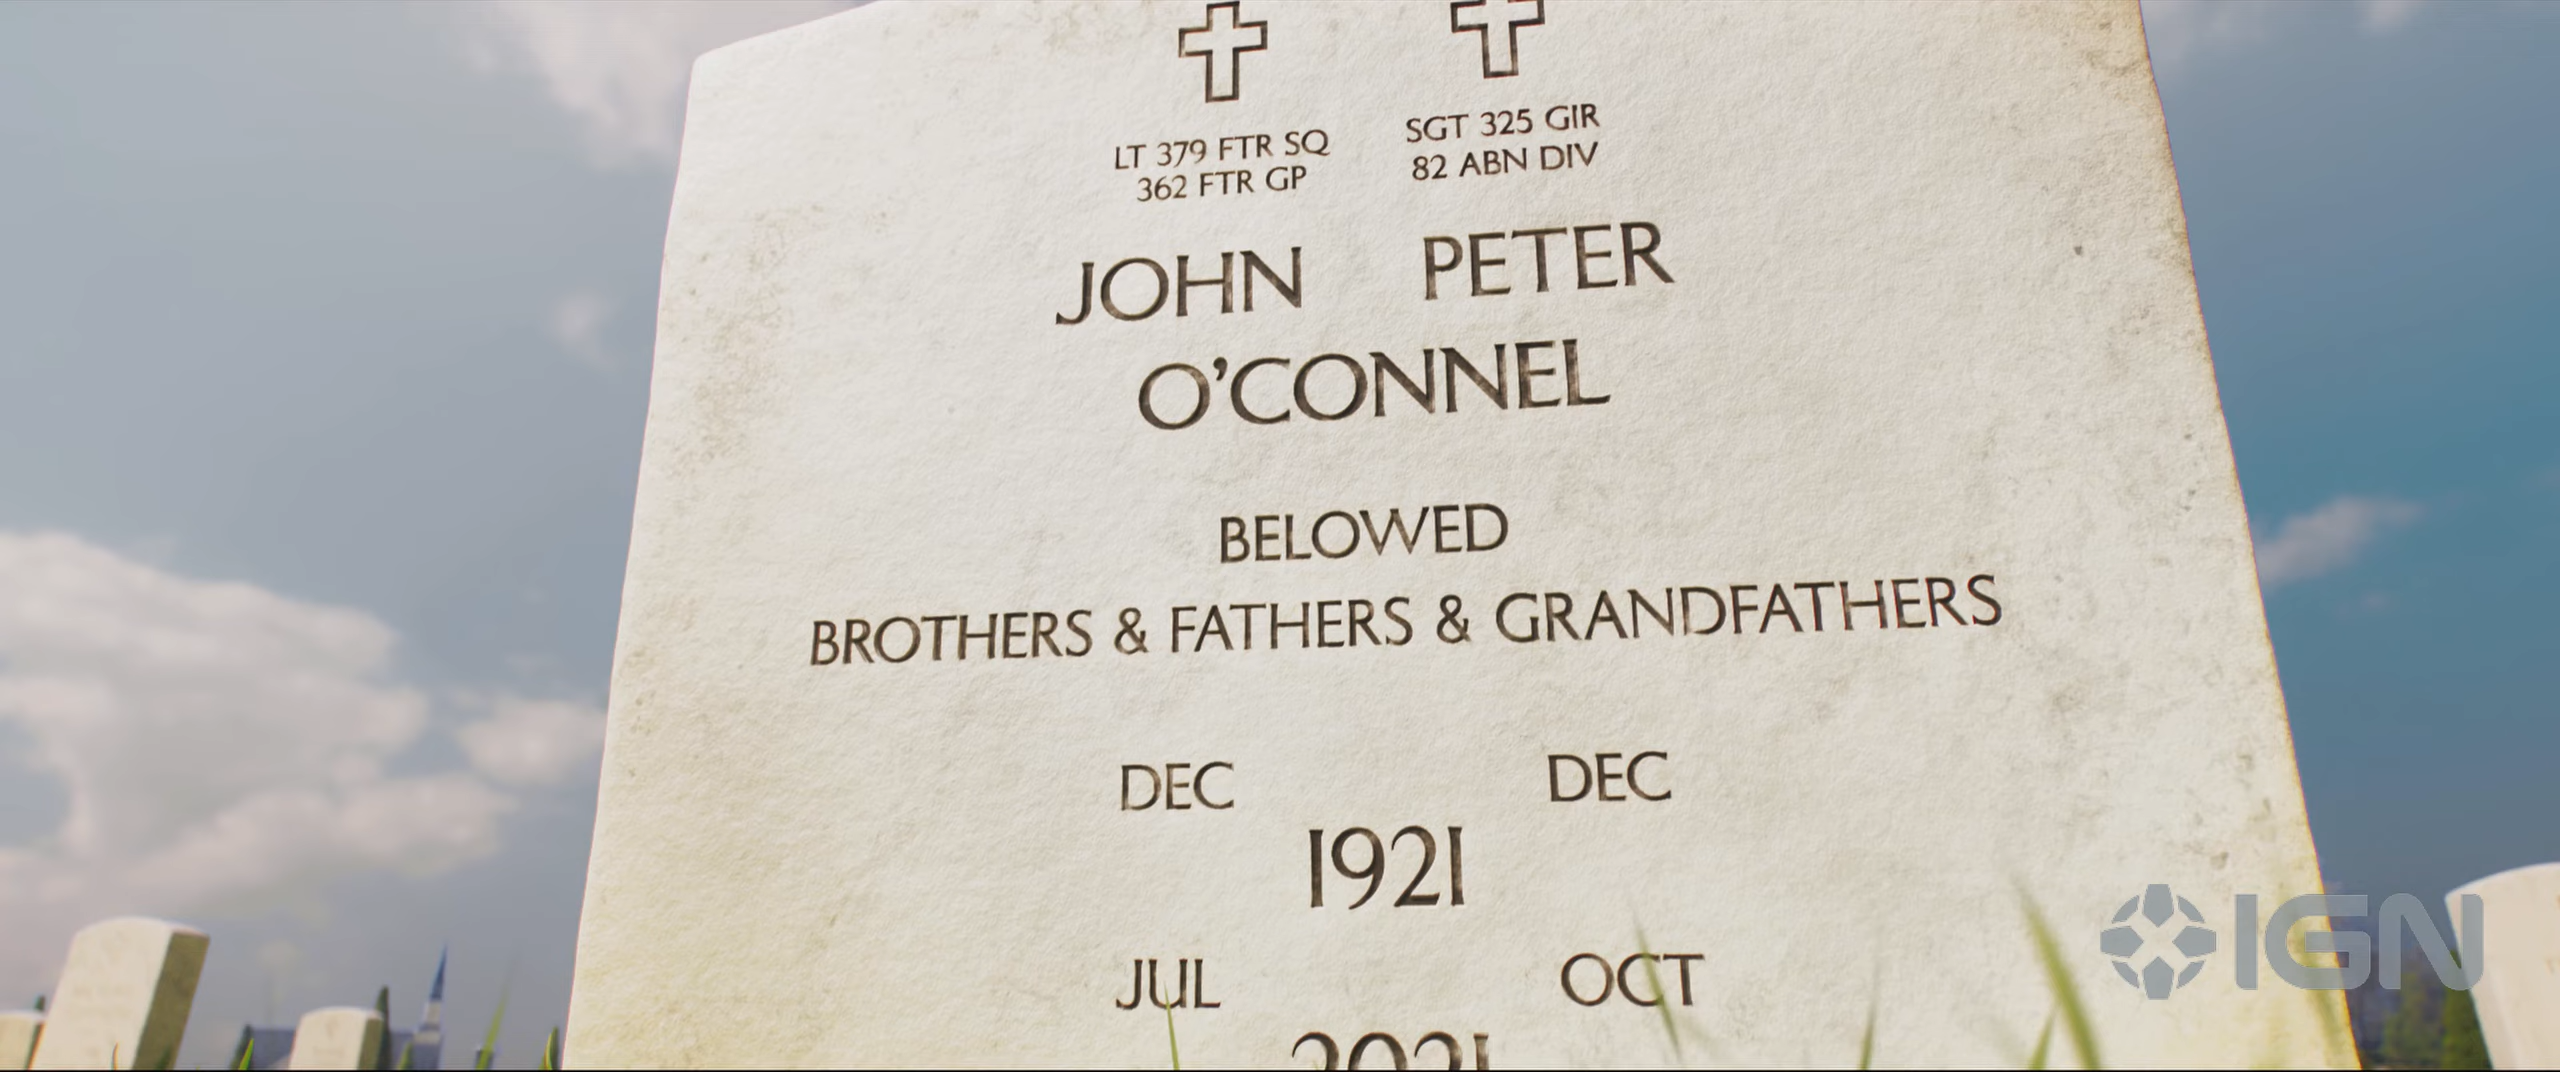 LT 379 FTR SQ
362 FTR GP
SGT 325 GIR
82 ABN DIV
JOHN PETER
O'CONNEL
BELOWED
BROTHERS & FATHERS & GRANDFATHERS
DEC DEC
1921
JUL OCT
2021
IGN